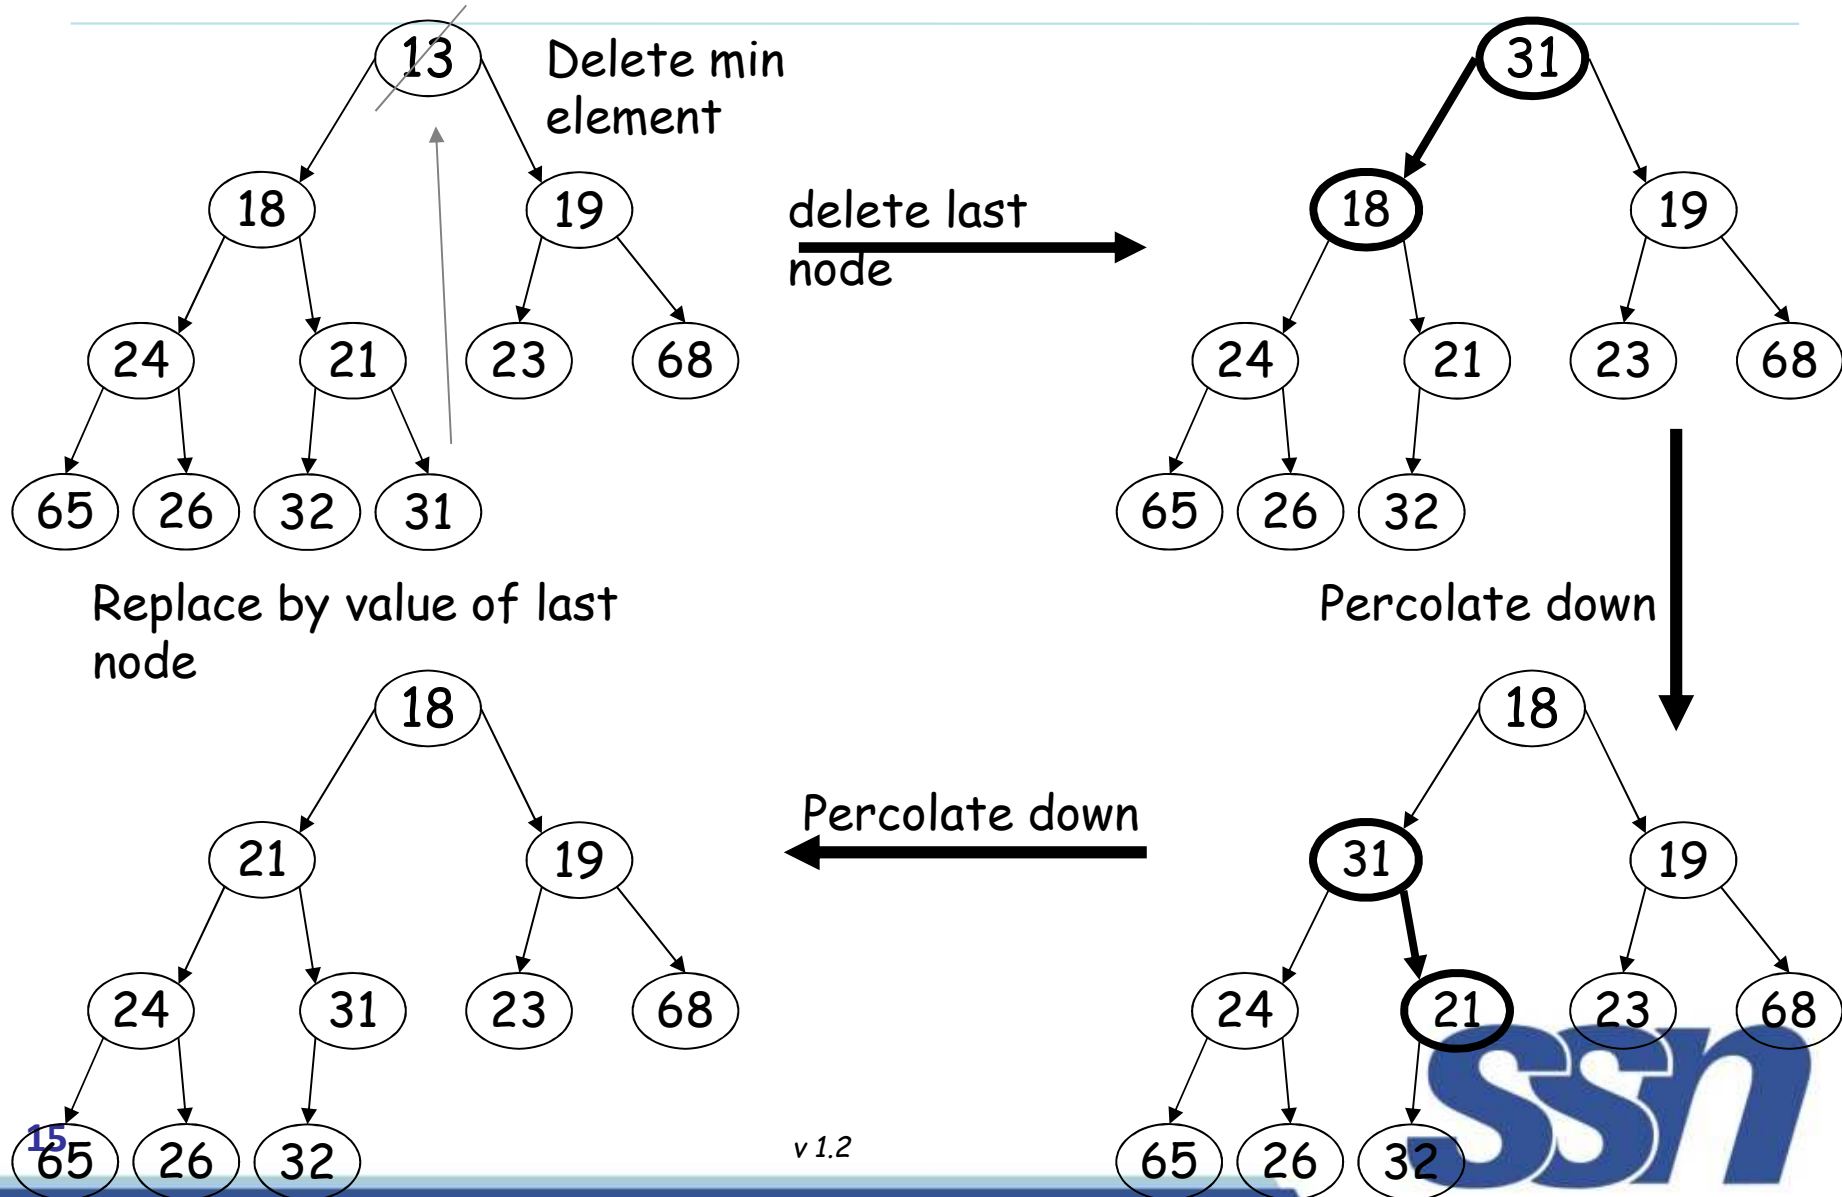 13
Delete min
element
18 19
24 21 23 68
65 26 32 31
Replace by value of last
node
delete last
node
31
18 19
24 21 23 68
65 26 32
Percolate down
18
31 19
24 21 23 68
65 26 32
Percolate down
18
21 19
24 31 23 68
65 26 32
15
v 1.2
ssn